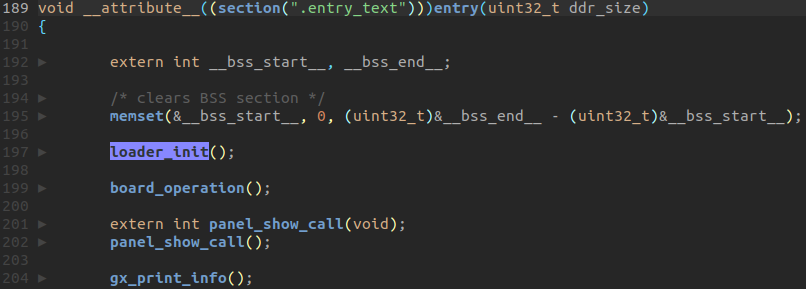 189 void __attribute__((section(".entry_text")))entry(uint32_t ddr_size)
190 {
191
192 ▶ extern int __bss_start__, __bss_end__;
193
194 ▶ /* clears BSS section */
195 ▶ memset(&__bss_start__, 0, (uint32_t)&__bss_end__ - (uint32_t)&__bss_start__);
196
197 ▶ loader_init();
198
199 ▶ board_operation();
200
201 ▶ extern int panel_show_call(void);
202 ▶ panel_show_call();
203
204 ▶ gx_print_info();